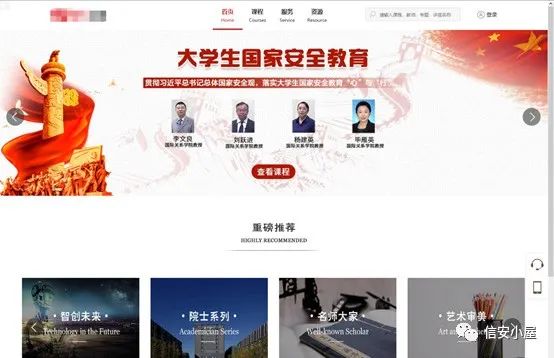 首页 课程 服务 资源
Home Courses Service Resource
登录
大学生国家安全教育
贯彻习近平总书记总体国家安全观，落实大学生国家安全教育“心”与“行”
李文良 刘跃进 杨建英 毕雁英
国际关系学院教授 国际关系学院教授 国际关系学院教授 国际关系学院教授
查看课程
重磅推荐
HIGHLY RECOMMENDED
· 智创未来 · · 院士系列 · · 名师大家 · · 艺术审美 ·
Technology in the Future Academician Series Well-known Scholar Art
信安小屋